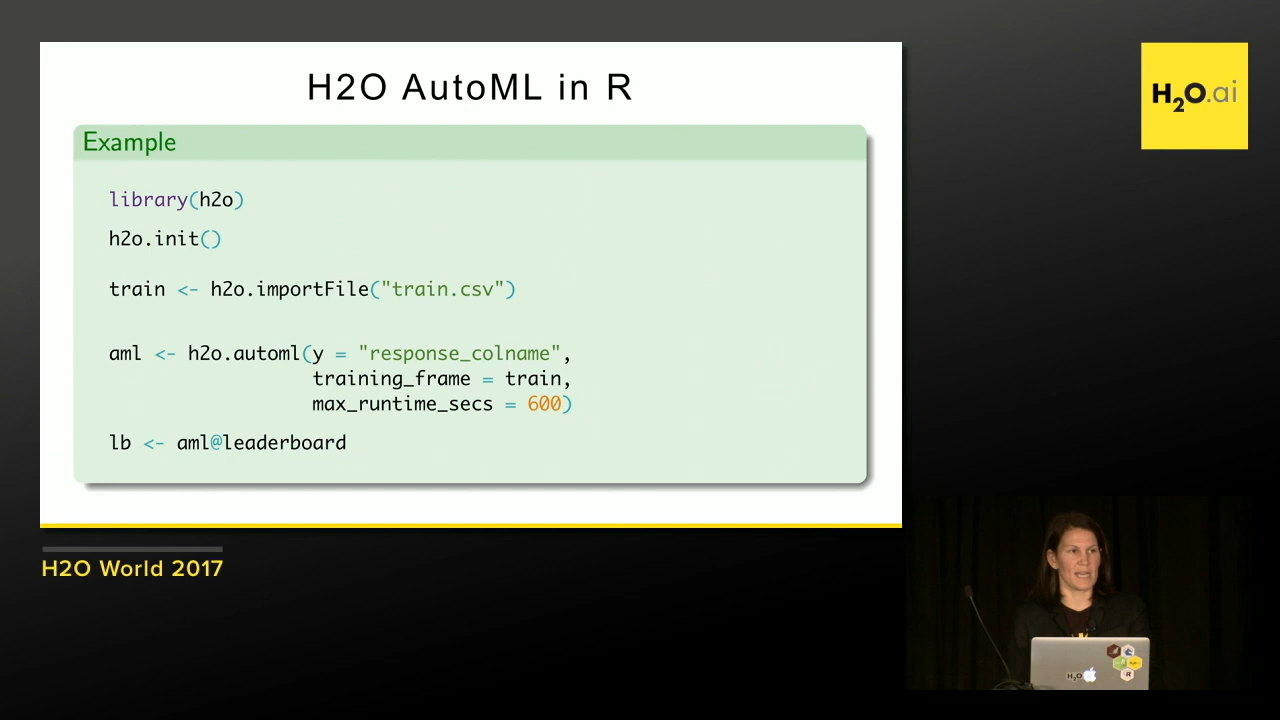 H2O AutoML in R
Example
library(h2o)
h2o.init()
train <- h2o.importFile("train.csv")
aml <- h2o.automl(y = "response_colname",
training_frame = train,
max_runtime_secs = 600)
lb <- aml@leaderboard
H2O.ai
H2O World 2017
H2O
R